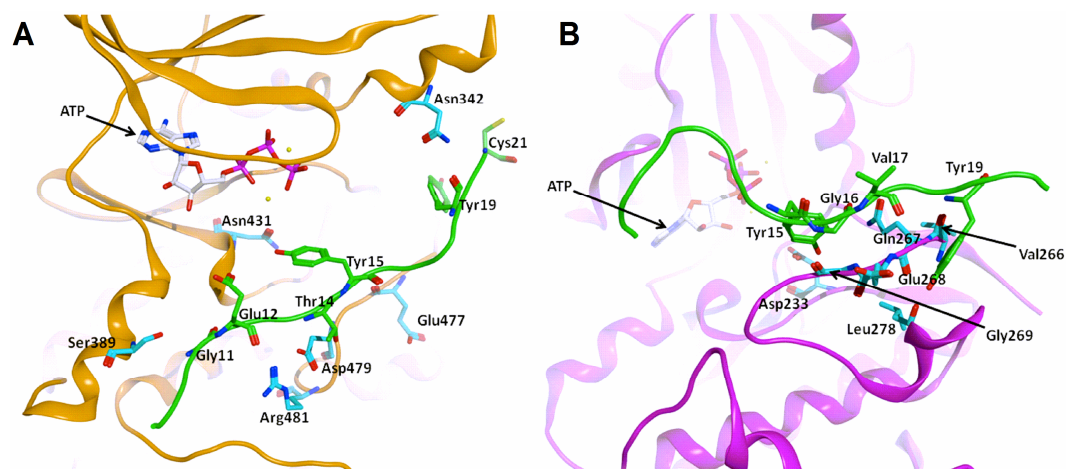 A
ATP
Asn342
Cys21
Tyr19
Asn431
Tyr15
Thr14
Glu12
Glu477
Ser389
Gly11
Asp479
Arg481
B
Val17
Tyr19
ATP
Gly16
Tyr15
Gln267
Val266
Glu268
Asp233
Leu278
Gly269